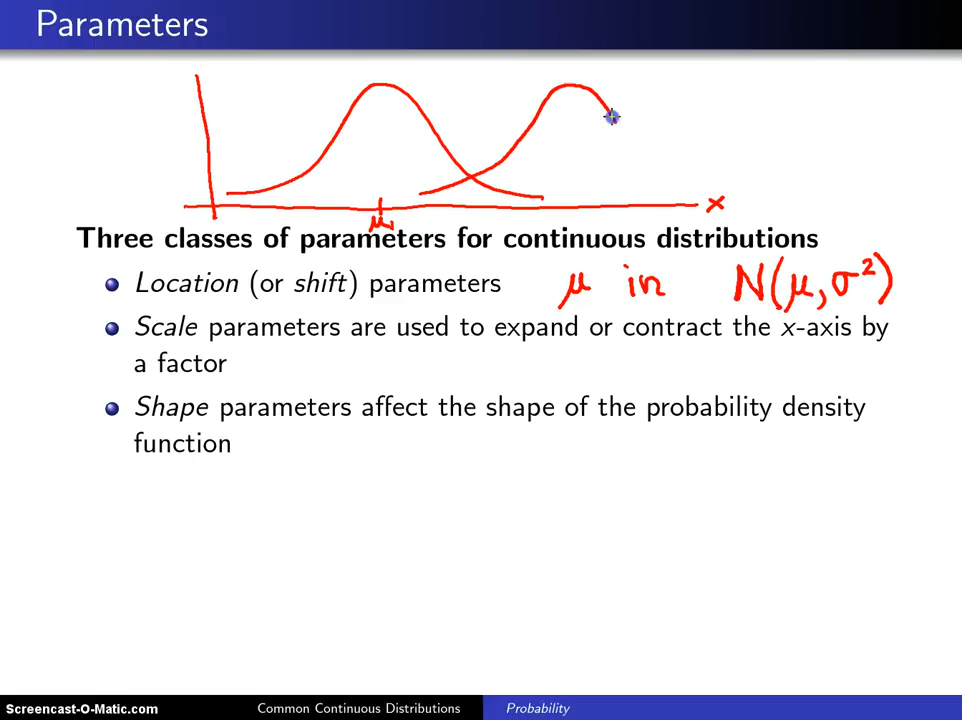 Parameters
x
μ
Three classes of parameters for continuous distributions
Location (or shift) parameters μ in N(μ, σ²)
Scale parameters are used to expand or contract the x-axis by
a factor
Shape parameters affect the shape of the probability density
function
Screencast-O-Matic.com Common Continuous Distributions Probability